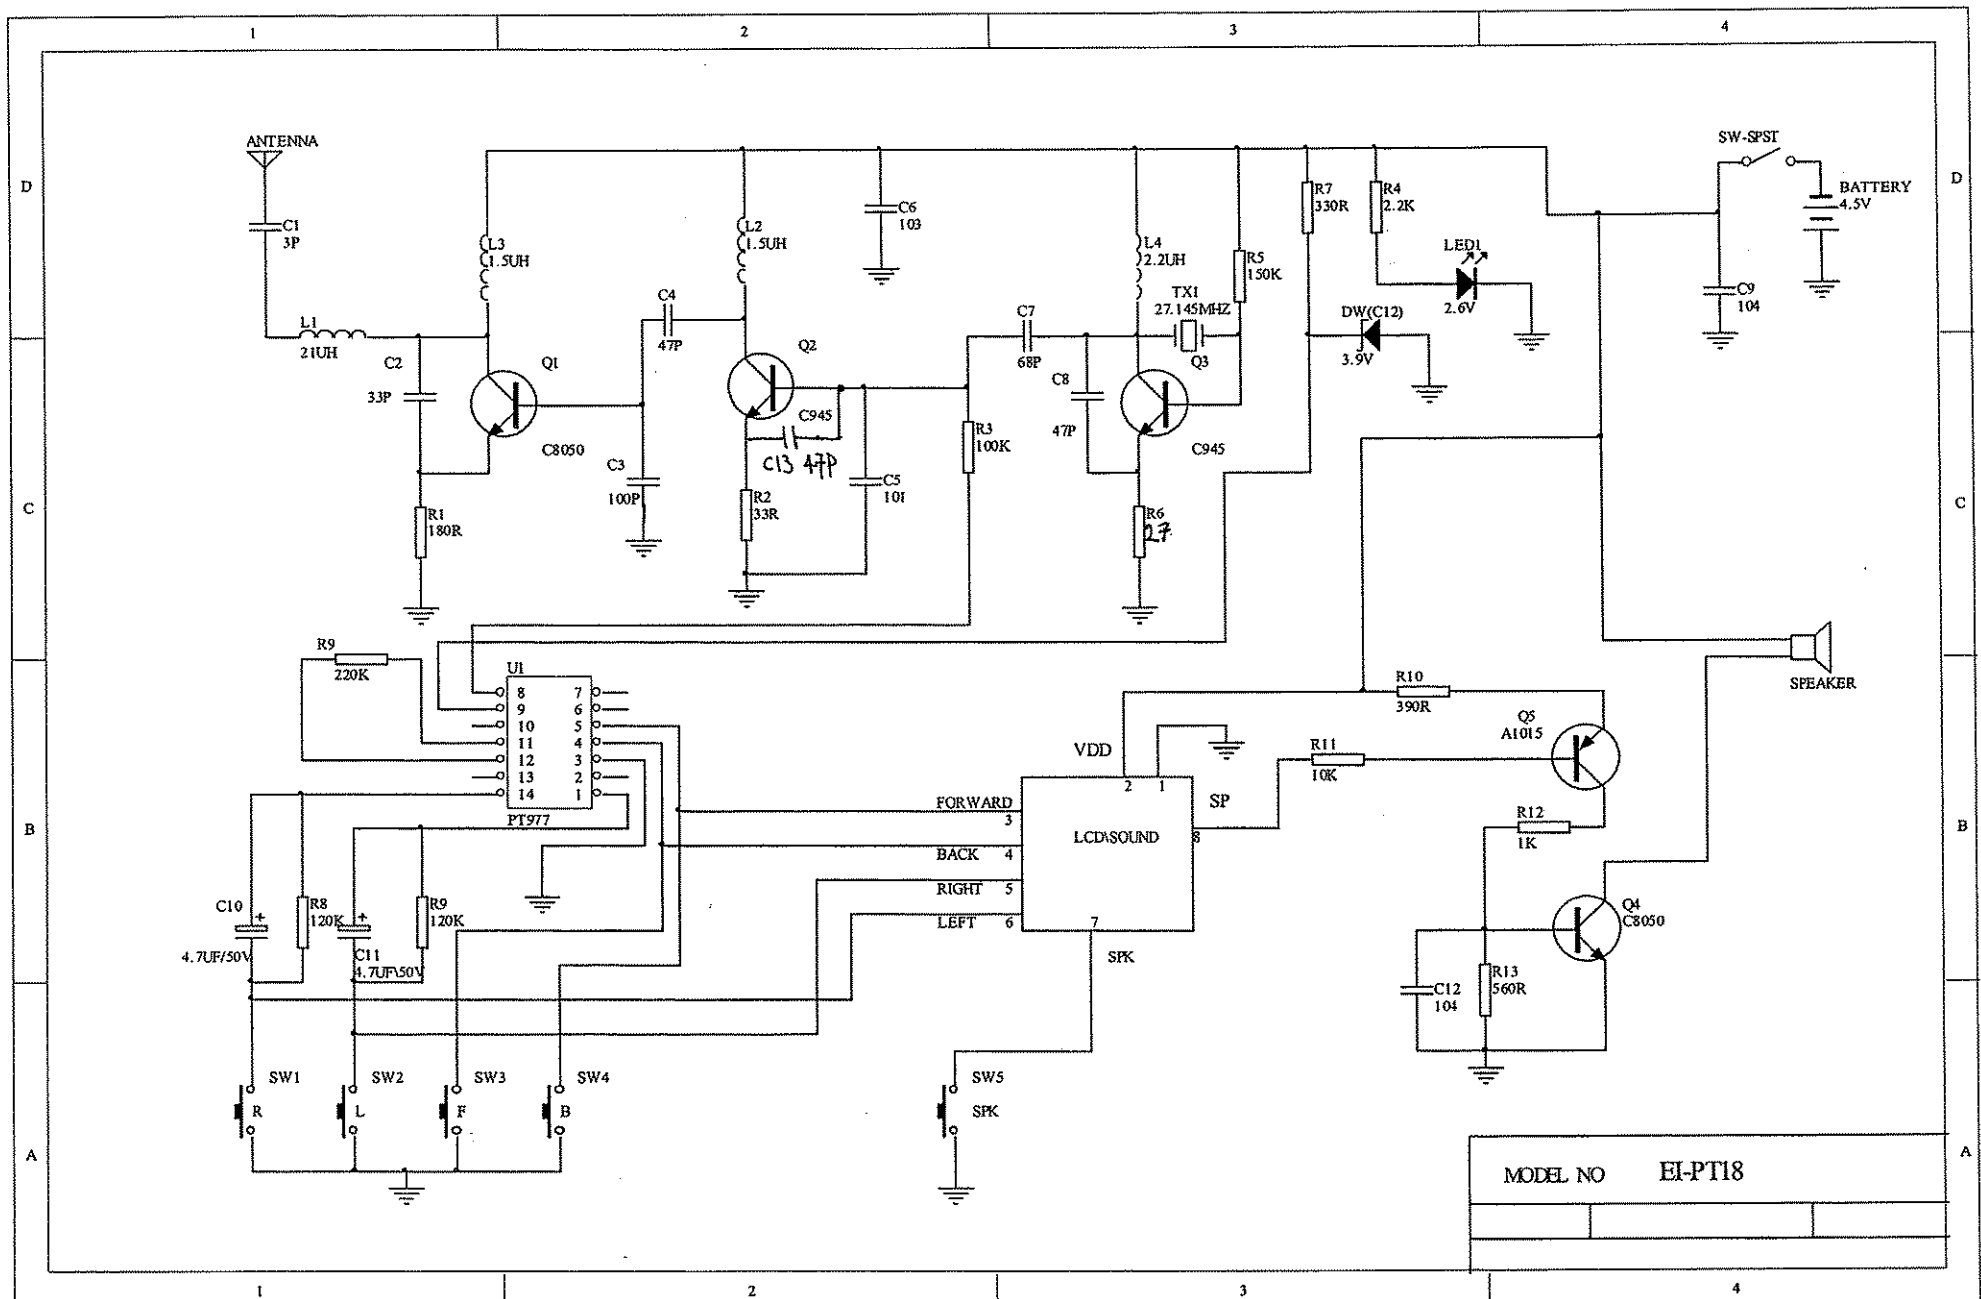 1 2 3 4
D
D
ANTENNA
SW-SPST
BATTERY
4.5V
C1
3P
L3
1.5UH
L2
1.5UH
C6
103
L4
2.2UH
R5
150K
R7
330R
R4
2.2K
LED1
2.6V
C9
104
L1
21UH
C4
47P
C7
68P
TX1
27.145MHZ
DW(C12)
3.9V
C2
33P
Q1
C8050
Q2
C945
C13 47P
C8
47P
Q3
C945
C
C
C3
100P
R3
100K
C5
101
R1
180R
R2
33R
R6
27
R9
220K
U1
8 7
9 6
10 5
11 4
12 3
13 2
14 1
PT977
SPEAKER
R10
390R
Q5
A1015
VDD
R11
10K
2 1
SP
B
B
FORWARD
3
BACK 4
RIGHT 5
LEFT 6
LCD\SOUND
8
7
SPK
R12
1K
C10
4.7UF/50V
R8
120K
C11
4.7UF\50V
R9
120K
Q4
C8050
C12
104
R13
560R
SW1
R
SW2
L
SW3
F
SW4
B
SW5
SPK
A
A
MODEL NO EI-PT18
1 2 3 4